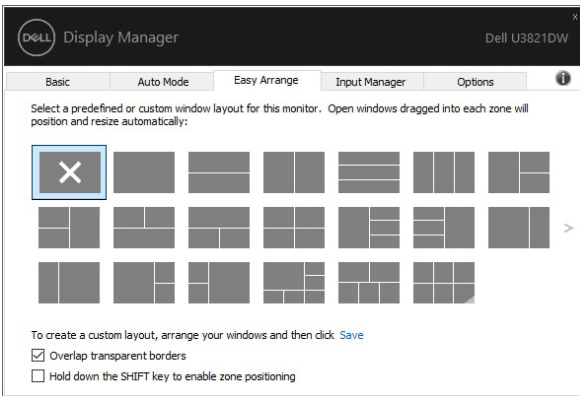 DELL Display Manager
Dell U3821DW
Basic
Auto Mode
Easy Arrange
Input Manager
Options
Select a predefined or custom window layout for this monitor. Open windows dragged into each zone will
position and resize automatically:
To create a custom layout, arrange your windows and then click Save
Overlap transparent borders
Hold down the SHIFT key to enable zone positioning